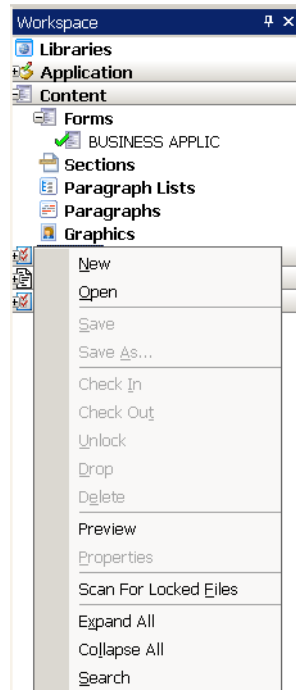 Workspace
Libraries
Application
Content
Forms
BUSINESS APPLIC
Sections
Paragraph Lists
Paragraphs
Graphics
New
Open
Save
Save As...
Check In
Check Out
Unlock
Drop
Delete
Preview
Properties
Scan For Locked Files
Expand All
Collapse All
Search